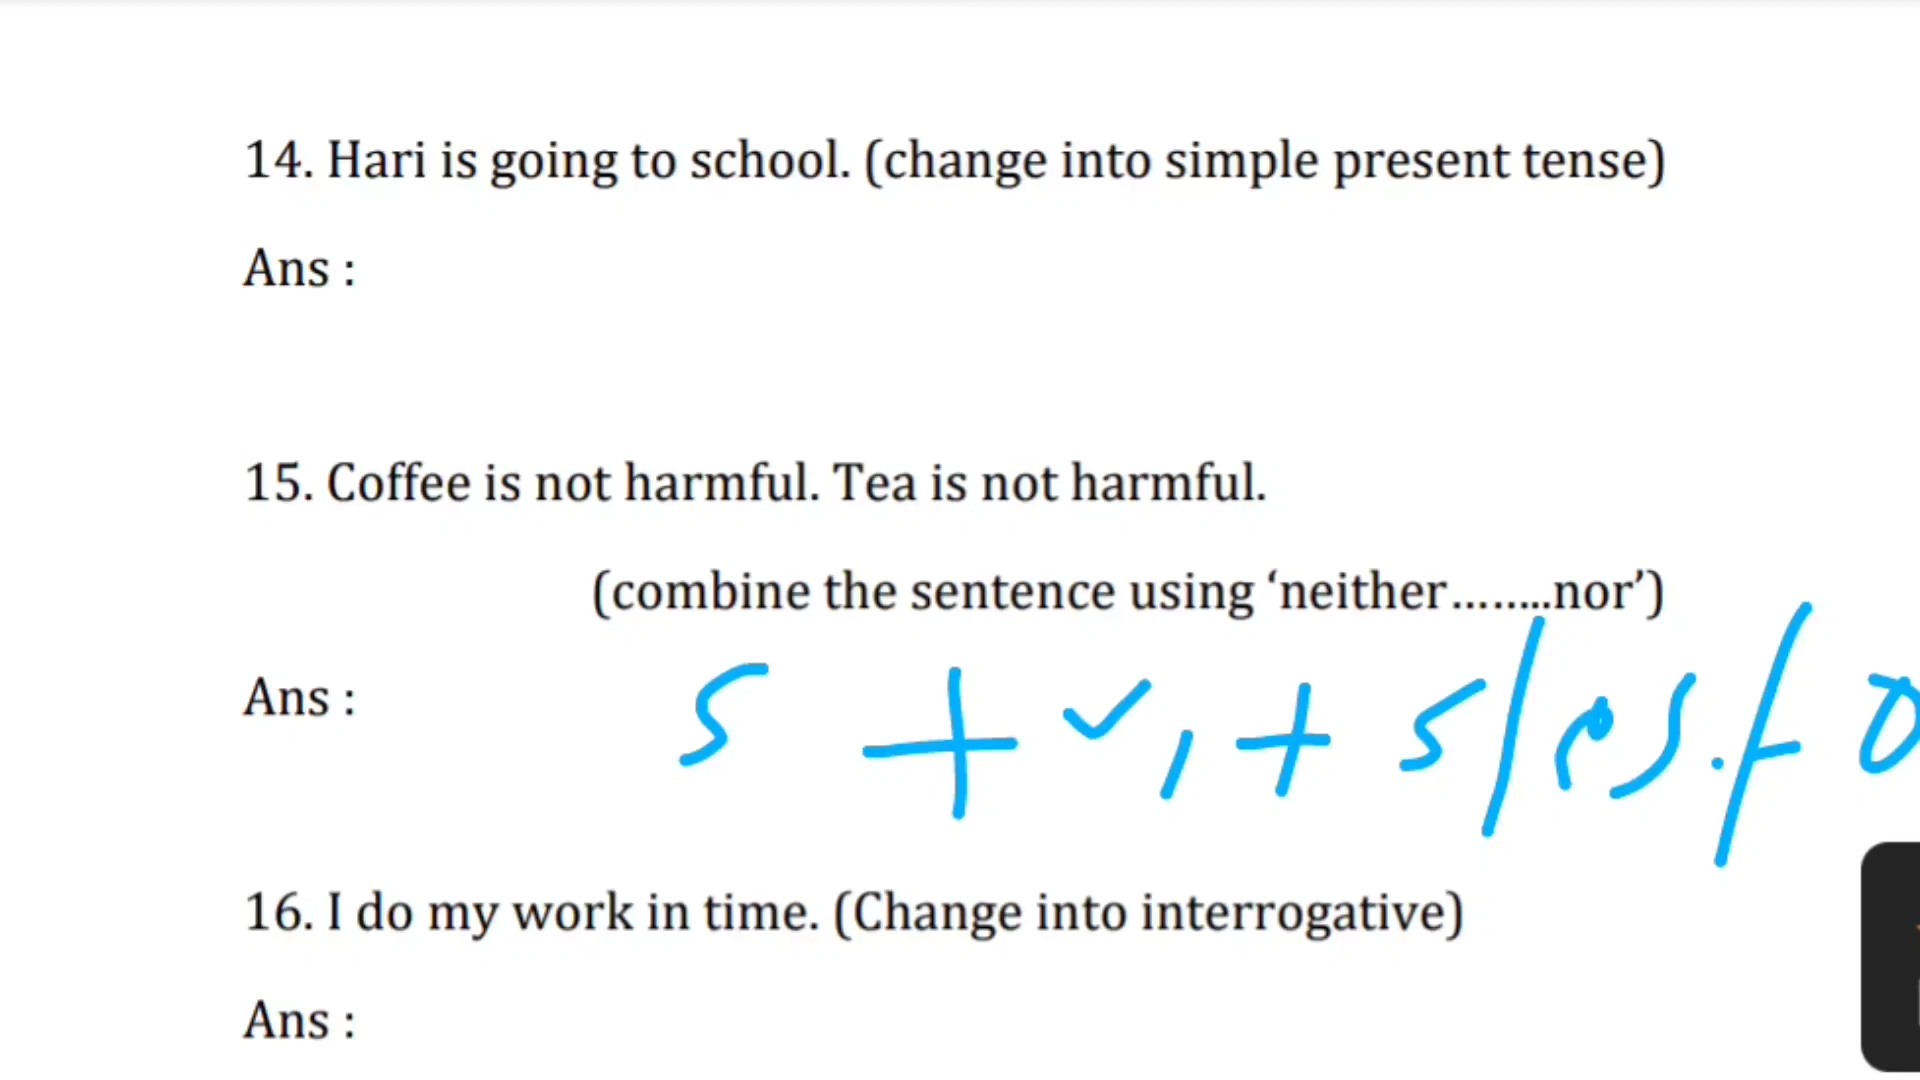 14. Hari is going to school. (change into simple present tense)
Ans :
15. Coffee is not harmful. Tea is not harmful.
(combine the sentence using ‘neither………nor’)
Ans :
S + V1 + s/es. + O
16. I do my work in time. (Change into interrogative)
Ans :